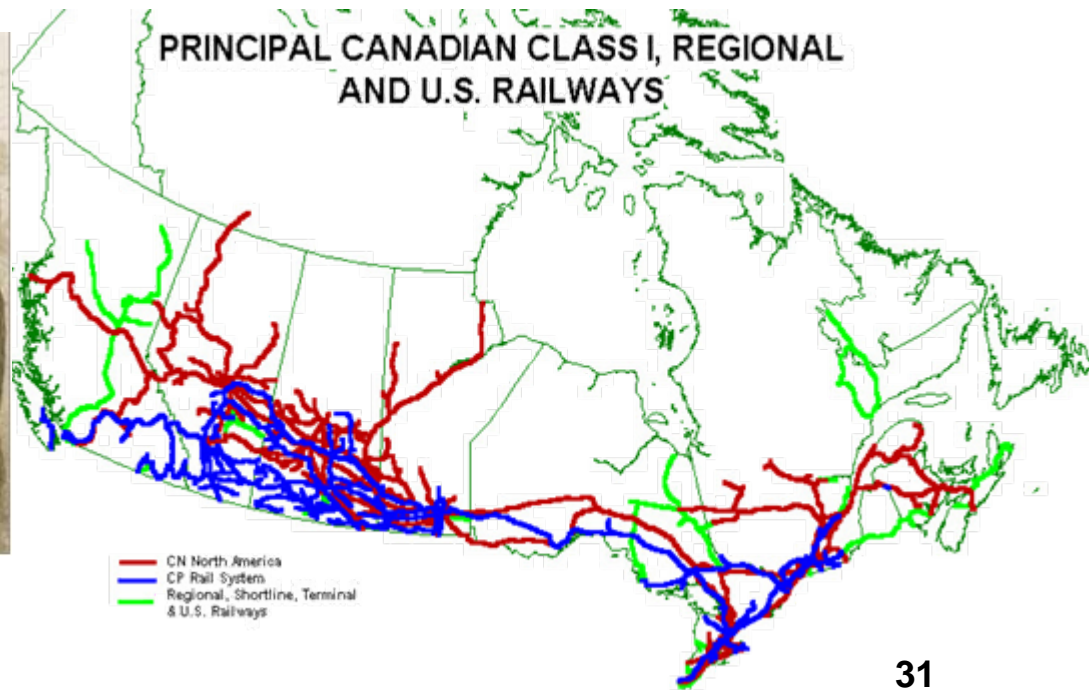 PRINCIPAL CANADIAN CLASS I, REGIONAL
AND U.S. RAILWAYS
CN North America
CP Rail System
Regional, Shortline, Terminal
& U.S. Railways
31